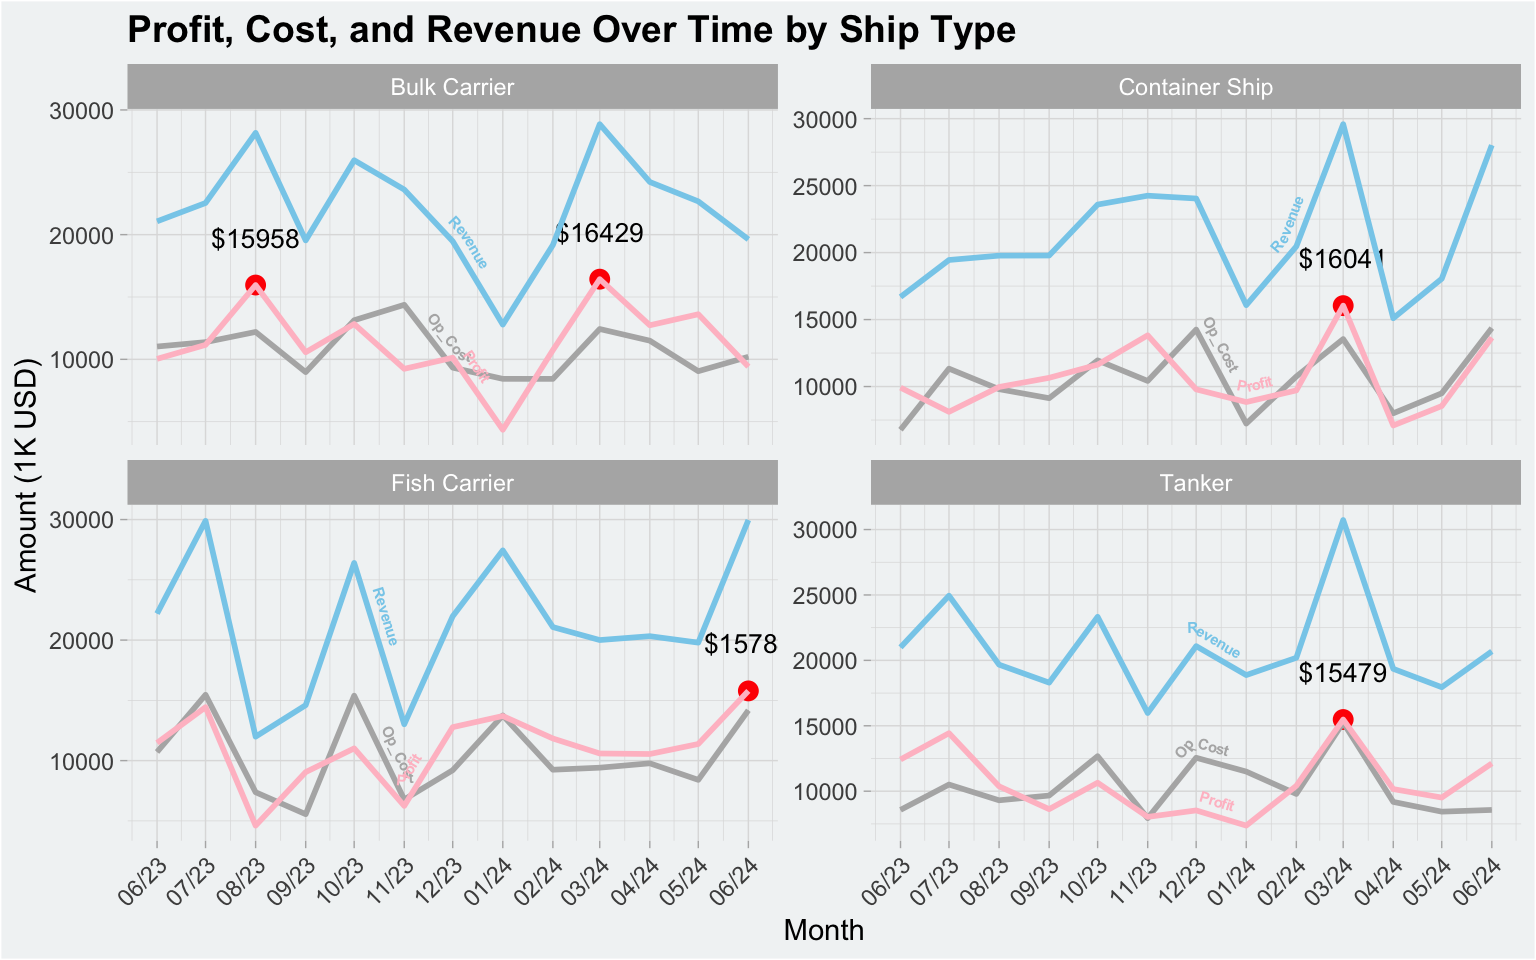 Profit, Cost, and Revenue Over Time by Ship Type
Amount (1K USD)
Bulk Carrier
30000
20000
10000
$15958
$16429
Revenue
Op_Cost
Profit
Container Ship
30000
25000
20000
15000
10000
Revenue
$16041
Op_Cost
Profit
Fish Carrier
30000
20000
10000
Revenue
$1578
Op_Cost
Profit
06/23 07/23 08/23 09/23 10/23 11/23 12/23 01/24 02/24 03/24 04/24 05/24 06/24
Tanker
30000
25000
20000
15000
10000
Revenue
$15479
Op_Cost
Profit
06/23 07/23 08/23 09/23 10/23 11/23 12/23 01/24 02/24 03/24 04/24 05/24 06/24
Month